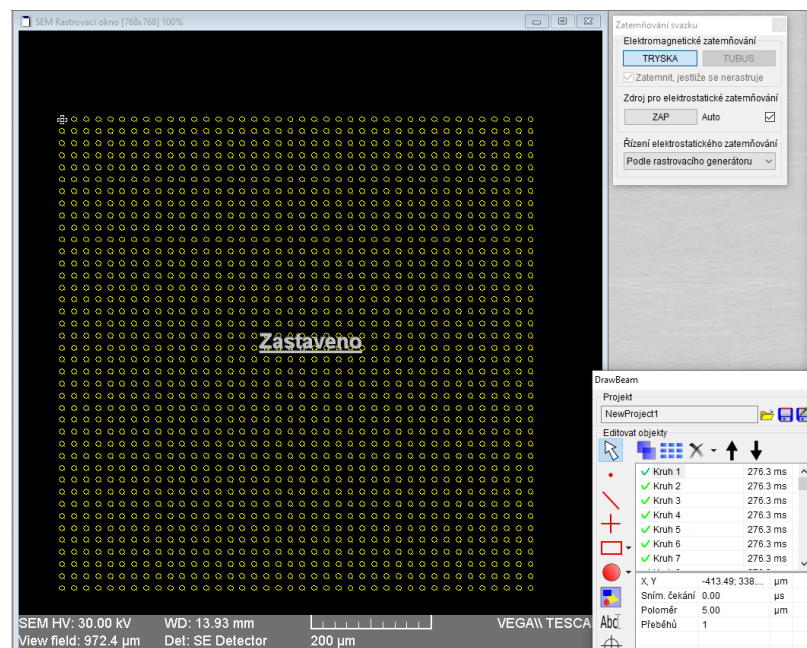 SEM Rastrovací okno [768x768] 100%
Zastaveno
SEM HV: 30.00 kV WD: 13.93 mm VEGA\\ TESCA
View field: 972.4 µm Det: SE Detector 200 µm
Zatemňování svazku
Elektromagnetické zatemňování
TRYSKA TUBUS
Zatemnit, jestliže se nerastruje
Zdroj pro elektrostatické zatemňování
ZAP Auto
Řízení elektrostatického zatemňování
Podle rastrovacího generátoru
DrawBeam
Projekt
NewProject1
Editovat objekty
Kruh 1 276.3 ms
Kruh 2 276.3 ms
Kruh 3 276.3 ms
Kruh 4 276.3 ms
Kruh 5 276.3 ms
Kruh 6 276.3 ms
Kruh 7 276.3 ms
X, Y -413.49; 338.... µm
Sním. čekání 0.00 µs
Poloměr 5.00 µm
Abc Přeběhů 1